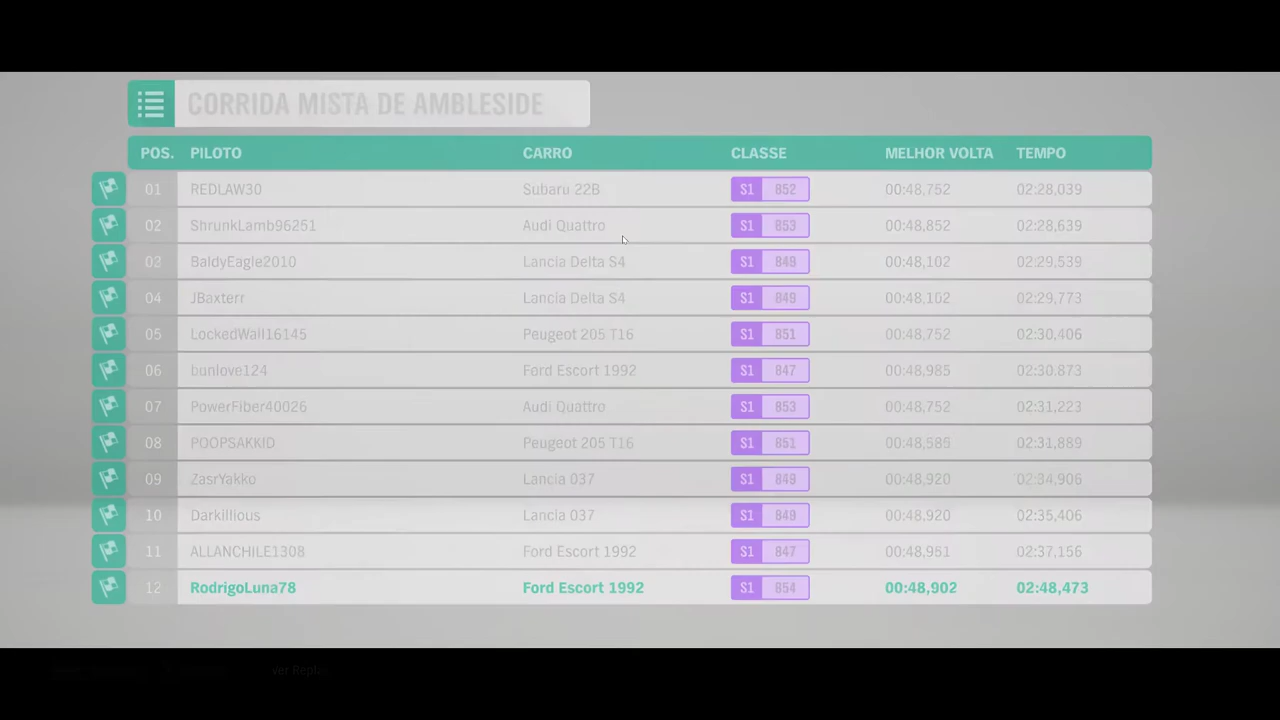 CORRIDA MISTA DE AMBLESIDE
POS. PILOTO CARRO CLASSE MELHOR VOLTA TEMPO
01 REDLAW30 Subaru 22B S1 852 00:48,752 02:28,039
02 ShrunkLamb96251 Audi Quattro S1 853 00:48,852 02:28,639
03 BaldyEagle2010 Lancia Delta S4 S1 849 00:48,102 02:29,539
04 JBaxterr Lancia Delta S4 S1 849 00:48,102 02:29,773
05 LockedWall16145 Peugeot 205 T16 S1 851 00:48,752 02:30,406
06 bunlove124 Ford Escort 1992 S1 847 00:48,985 02:30,873
07 PowerFiber40026 Audi Quattro S1 853 00:48,752 02:31,223
08 POOPSAKKID Peugeot 205 T16 S1 851 00:48,585 02:31,889
09 ZasrYakko Lancia 037 S1 849 00:48,920 02:34,906
10 Darkillious Lancia 037 S1 849 00:48,920 02:35,406
11 ALLANCHILE1308 Ford Escort 1992 S1 847 00:48,951 02:37,156
12 RodrigoLuna78 Ford Escort 1992 S1 854 00:48,902 02:48,473